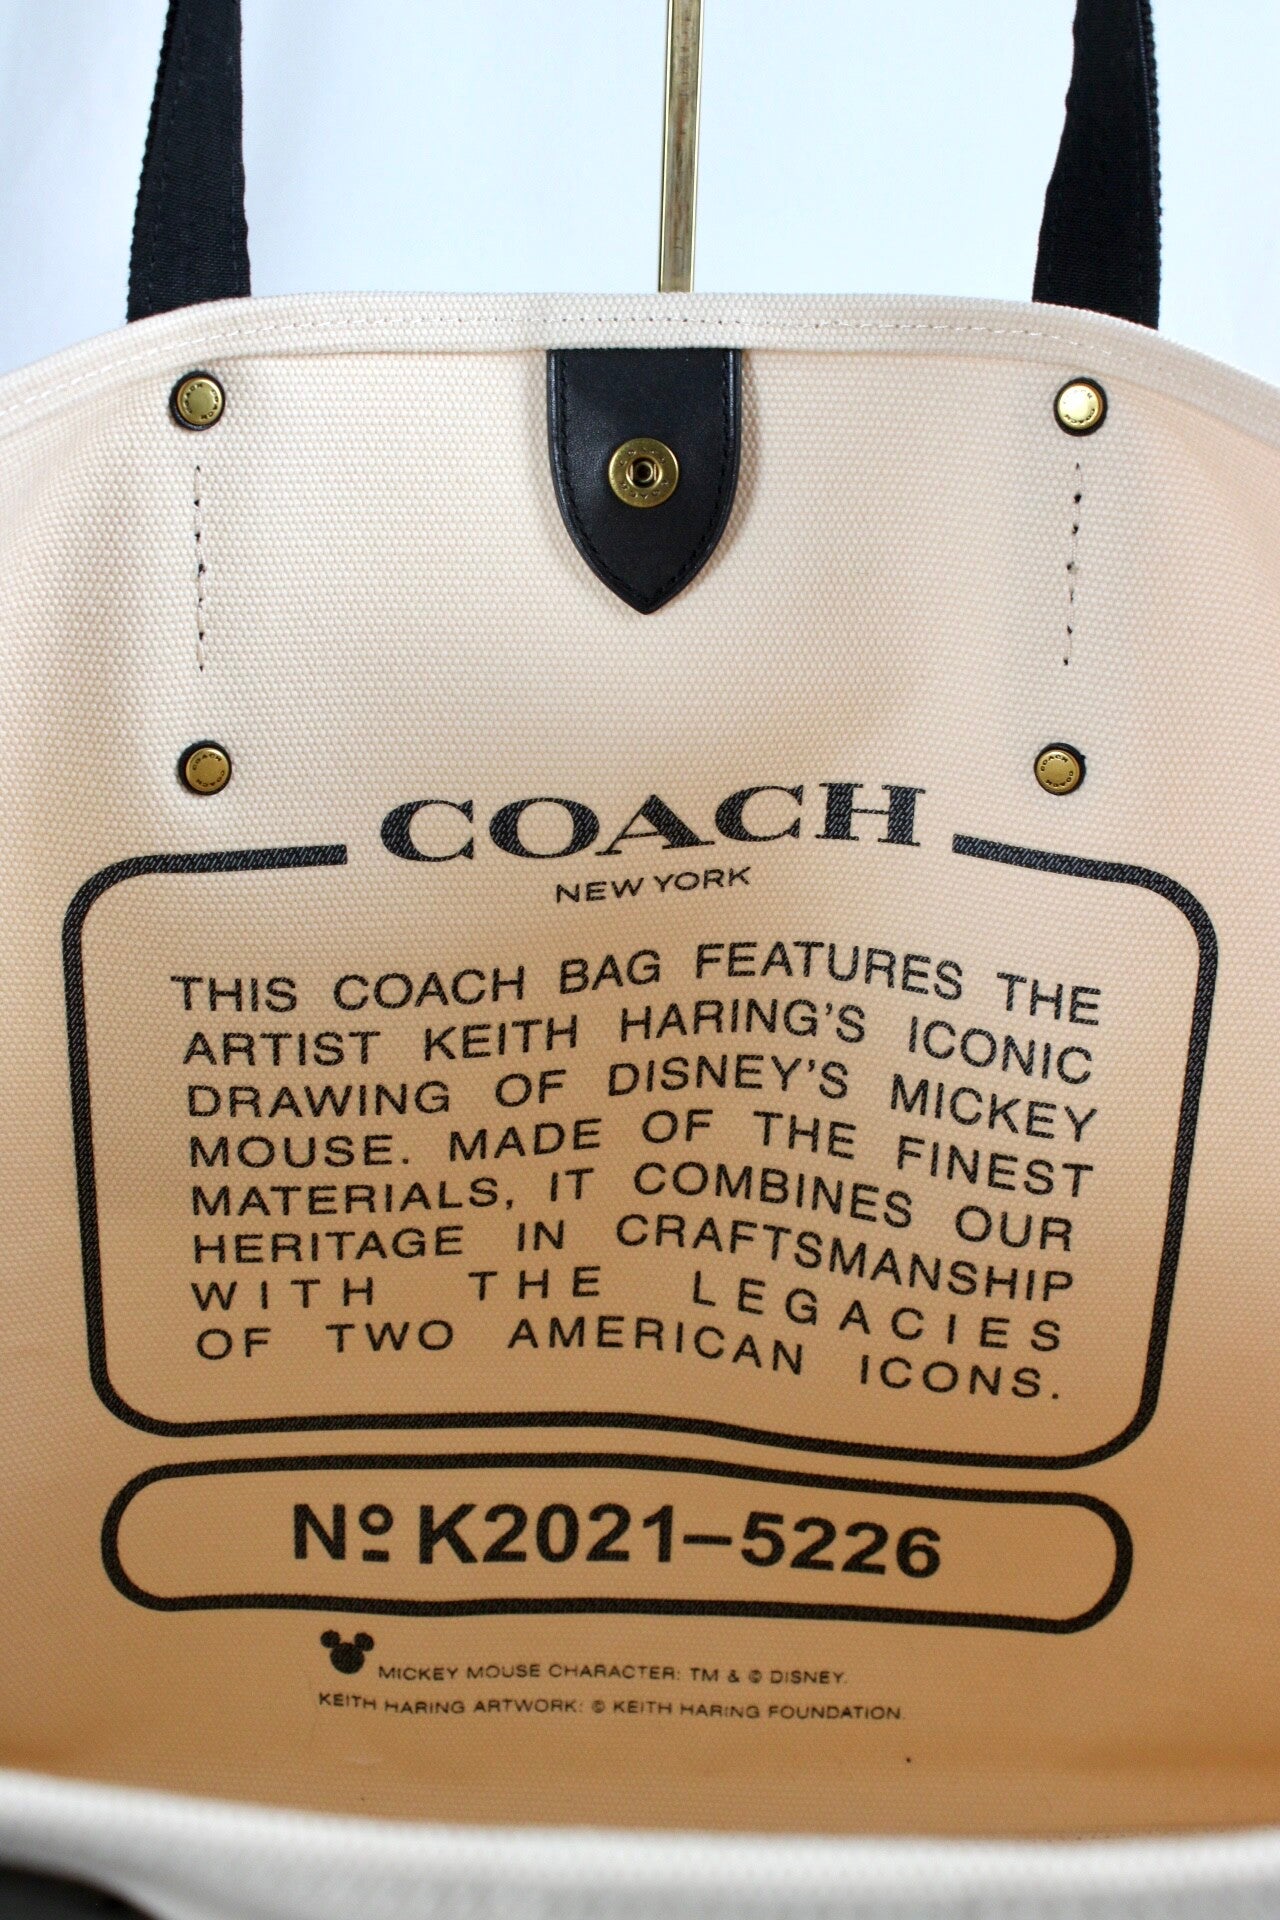 COACH
NEW YORK
THIS COACH BAG FEATURES THE
ARTIST KEITH HARING'S ICONIC
DRAWING OF DISNEY'S MICKEY
MOUSE. MADE OF THE FINEST
MATERIALS, IT COMBINES OUR
HERITAGE IN CRAFTSMANSHIP
WITH THE LEGACIES
OF TWO AMERICAN ICONS.
Nº K2021–5226
MICKEY MOUSE CHARACTER: TM & © DISNEY.
KEITH HARING ARTWORK: © KEITH HARING FOUNDATION.